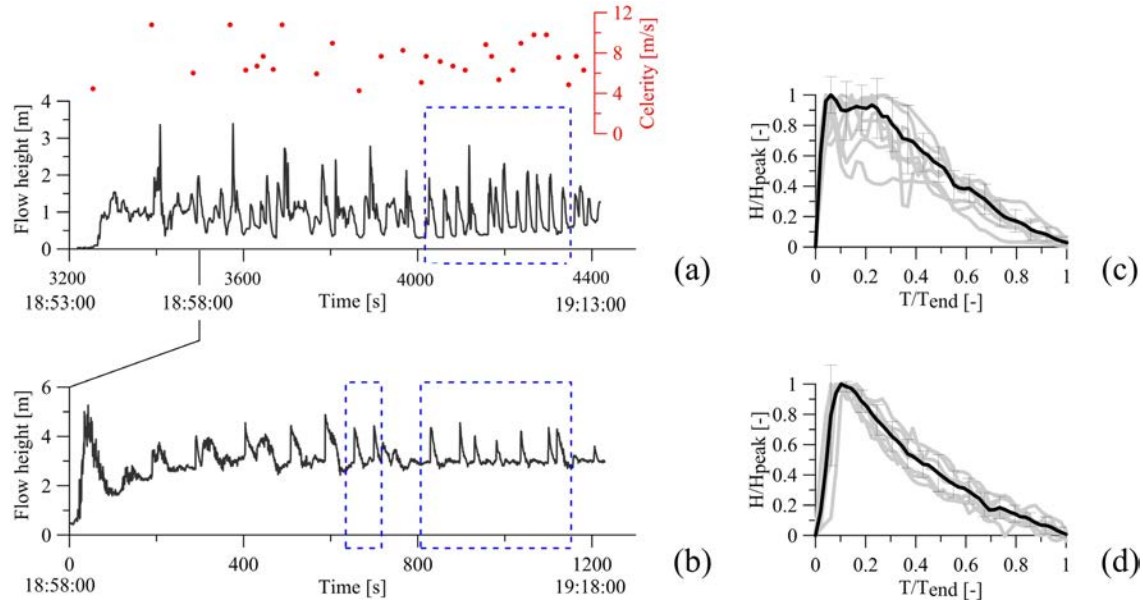 12
8
4
0
Celerity [m/s]
4
3
2
1
0
Flow height [m]
3200 3600 4000 4400
18:53:00 18:58:00 Time [s] 19:13:00
(a)
6
4
2
0
Flow height [m]
0 400 800 1200
18:58:00 Time [s] 19:18:00
(b)
1
0.8
0.6
0.4
0.2
0
H/Hpeak [-]
0 0.2 0.4 0.6 0.8 1
T/Tend [-]
(c)
1
0.8
0.6
0.4
0.2
0
H/Hpeak [-]
0 0.2 0.4 0.6 0.8 1
T/Tend [-]
(d)